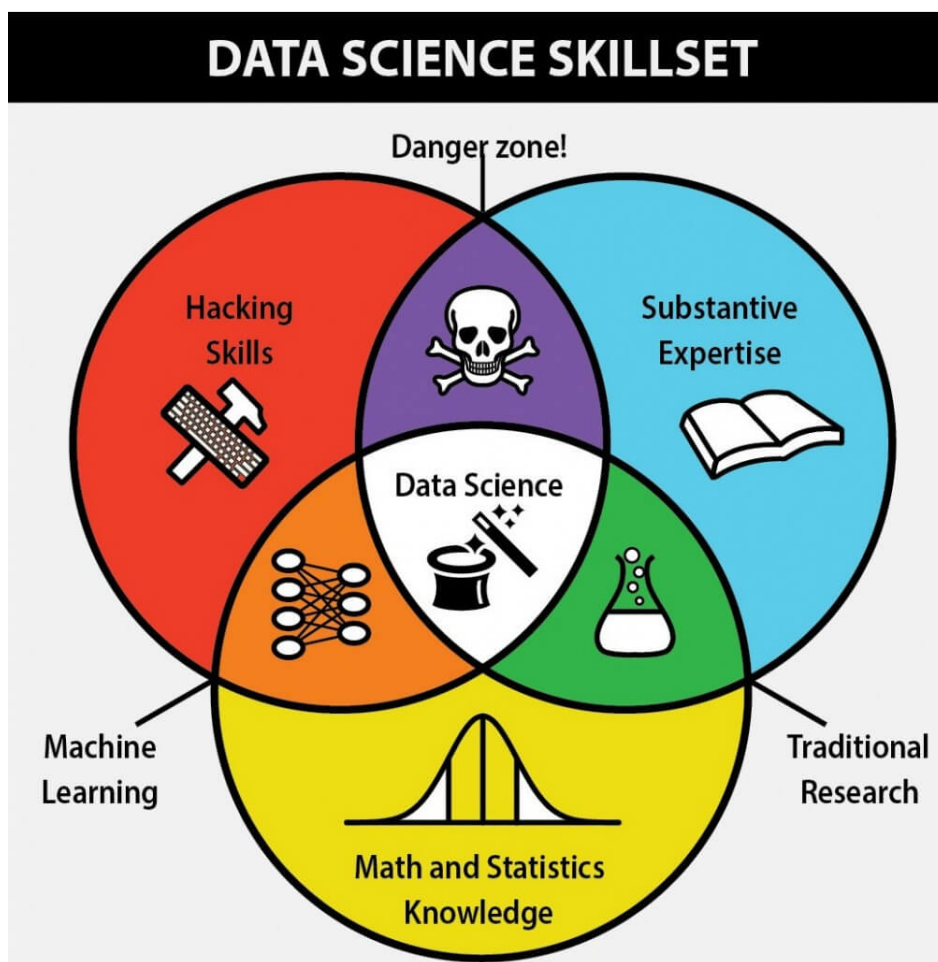 DATA SCIENCE SKILLSET
Danger zone!
Hacking
Skills
Substantive
Expertise
Data Science
Machine
Learning
Traditional
Research
Math and Statistics
Knowledge